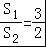 S₁/S₂ = 3/2